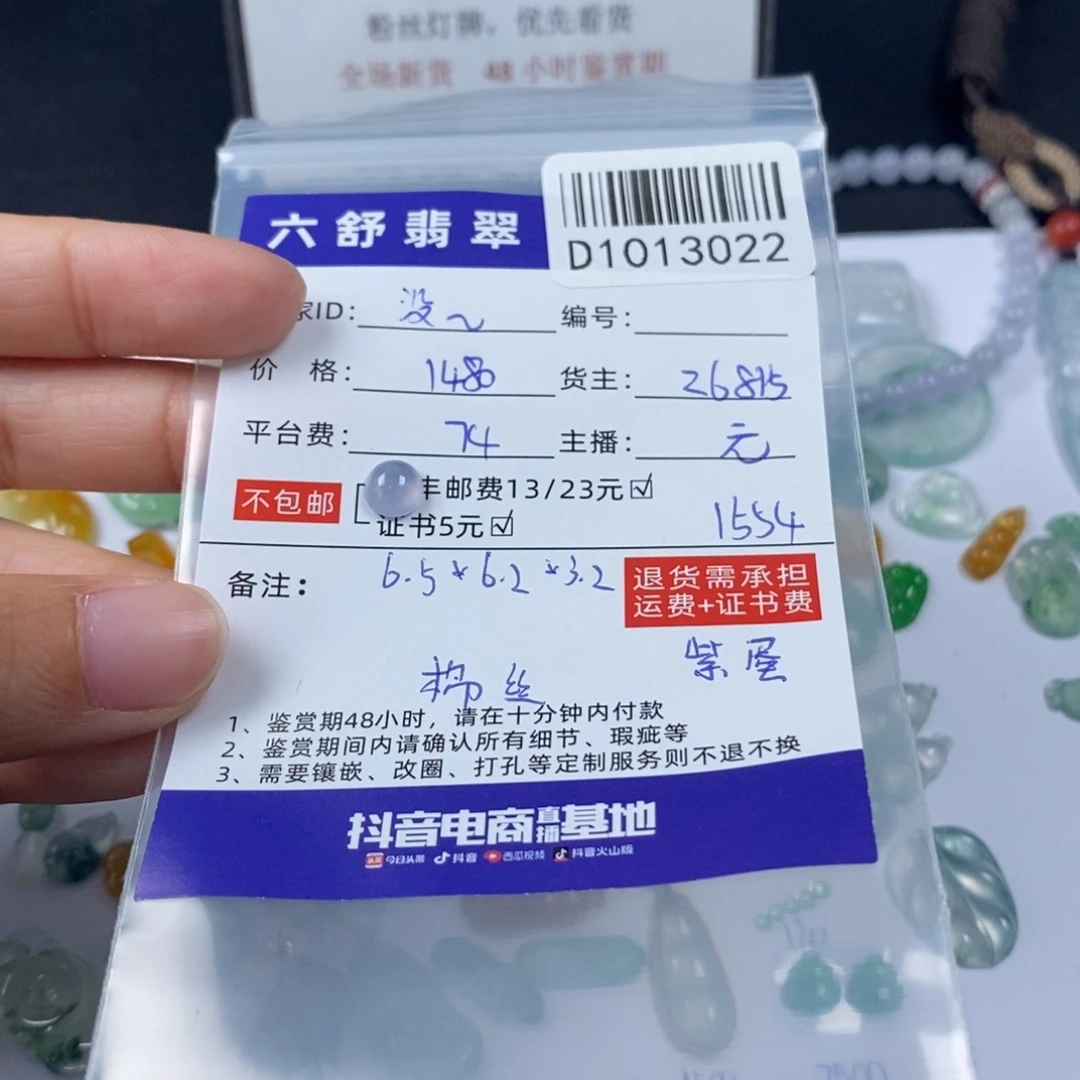 粉丝灯牌，优先看货
全场新货 48小时鉴赏期
六舒翡翠
D1013022
家ID： 没~ 编号：
价 格： 1480 货主： 26815
平台费： 74 主播： 元
不包邮 丰邮费13/23元☑
证书5元☑ 1554
备注： 6.5*6.2*3.2 退货需承担
运费+证书费
粉丝 紫蛋
1、鉴赏期48小时，请在十分钟内付款
2、鉴赏期间内请确认所有细节、瑕疵等
3、需要镶嵌、改圈、打孔等定制服务则不退不换
抖音电商直播基地
今日头条 抖音 西瓜视频 抖音火山版